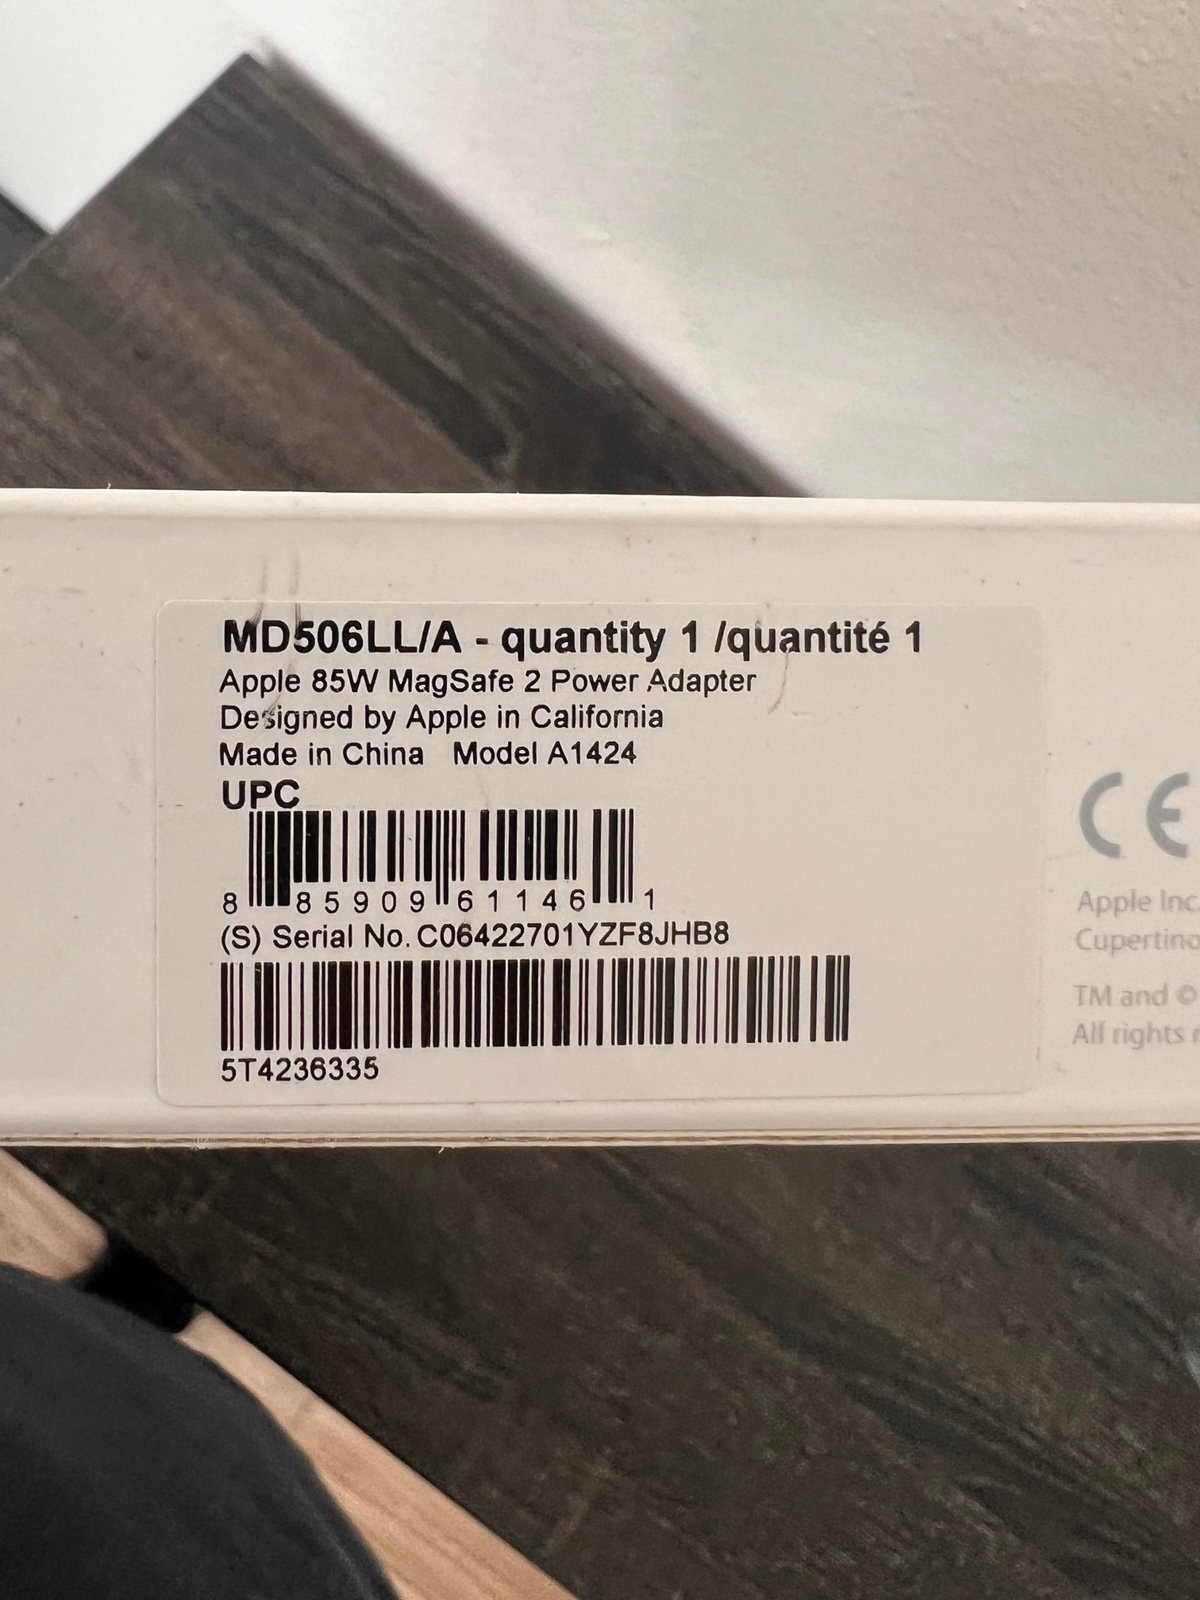 MD506LL/A - quantity 1 /quantité 1
Apple 85W MagSafe 2 Power Adapter
Designed by Apple in California
Made in China Model A1424
UPC
8 85909 61146 1
(S) Serial No. C06422701YZF8JHB8
5T4236335
CE
Apple Inc.
Cupertino
TM and ©
All rights